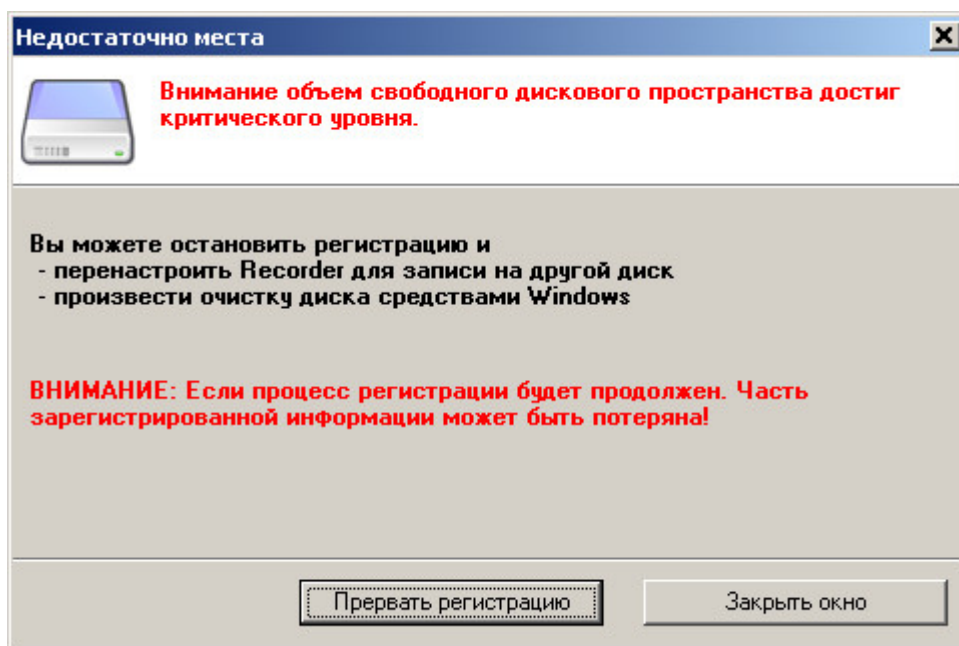 Недостаточно места
Внимание объем свободного дискового пространства достиг
критического уровня.
Вы можете остановить регистрацию и
- перенастроить Recorder для записи на другой диск
- произвести очистку диска средствами Windows
ВНИМАНИЕ: Если процесс регистрации будет продолжен. Часть
зарегистрированной информации может быть потеряна!
Прервать регистрацию
Закрыть окно